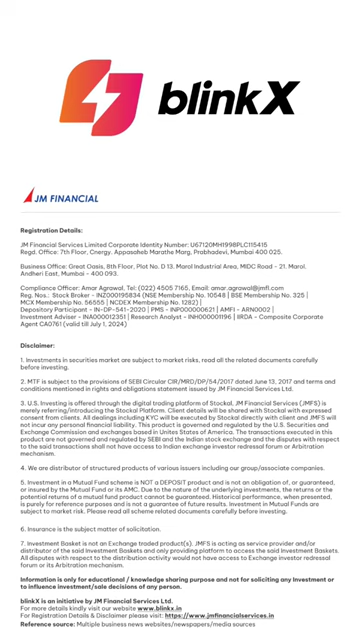 blinkX
JM FINANCIAL
Registration Details:
JM Financial Services Limited Corporate Identity Number: U67120MH1998PLC115415
Regd. Office: 7th Floor, Cnergy, Appasaheb Marathe Marg, Prabhadevi, Mumbai 400 025.
Business Office: Great Oasis, 8th Floor, Plot No. D 13, Marol Industrial Area, MIDC Road - 21, Marol,
Andheri East, Mumbai - 400 093.
Compliance Officer: Amar Agrawal, Tel: (022) 4505 7165, Email: amar.agrawal@jmfl.com
Reg. Nos.: Stock Broker - INZ000195834 (NSE Membership No. 10548 | BSE Membership No. 325 |
MCX Membership No. 56555 | NCDEX Membership No. 1282) |
Depository Participant - IN-DP-541-2020 | PMS - INP000000621 | AMFI - ARN0002 |
Investment Adviser - INA000012351 | Research Analyst - INH000001196 | IRDA - Composite Corporate
Agent CA0761 (valid till July 1, 2024)
Disclaimer:
1. Investments in securities market are subject to market risks, read all the related documents carefully
before investing.
2. MTF is subject to the provisions of SEBI Circular CIR/MRD/DP/54/2017 dated June 13, 2017 and terms and
conditions mentioned in rights and obligations statement issued by JM Financial Services Ltd.
3. U.S. Investing is offered through the digital trading platform of Stockal. JM Financial Services (JMFS) is
merely referring/introducing the Stockal Platform. Client details will be shared with Stockal with expressed
consent from clients. All dealings including KYC will be executed by Stockal directly with client and JMFS will
not incur any personal financial liability. This product is governed and regulated by the U.S. Securities and
Exchange Commission and exchanges based in Unites States of America. The transactions executed in this
product are not governed and regulated by SEBI and the Indian stock exchange and the disputes with respect
to the said transactions shall not have access to Indian exchange investor redressal forum or Arbitration
mechanism.
4. We are distributor of structured products of various issuers including our group/associate companies.
5. Investment in a Mutual Fund scheme is NOT a DEPOSIT product and is not an obligation of, or guaranteed,
or insured by the Mutual Fund or its AMC. Due to the nature of the underlying investments, the returns or the
potential returns of a mutual fund product cannot be guaranteed. Historical performance, when presented,
is purely for reference purposes and is not a guarantee of future results. Investment in Mutual Funds are
subject to market risk. Please read all scheme related documents carefully before investing.
6. Insurance is the subject matter of solicitation.
7. Investment Basket is not an Exchange traded product(s). JMFS is acting as service provider and/or
distributor of the said Investment Baskets and only providing platform to access the said Investment Baskets.
All disputes with respect to the distribution activity would not have access to Exchange investor redressal
forum or its Arbitration mechanism.
Information is only for educational / knowledge sharing purpose and not for soliciting any Investment or
to influence investment/sale decisions of any person.
blinkX is an initiative by JM Financial Services Ltd.
For more details kindly visit our website www.blinkx.in
For Registration Details & Disclaimer please visit: https://www.jmfinancialservices.in
Reference source: Multiple business news websites/newspapers/media sources